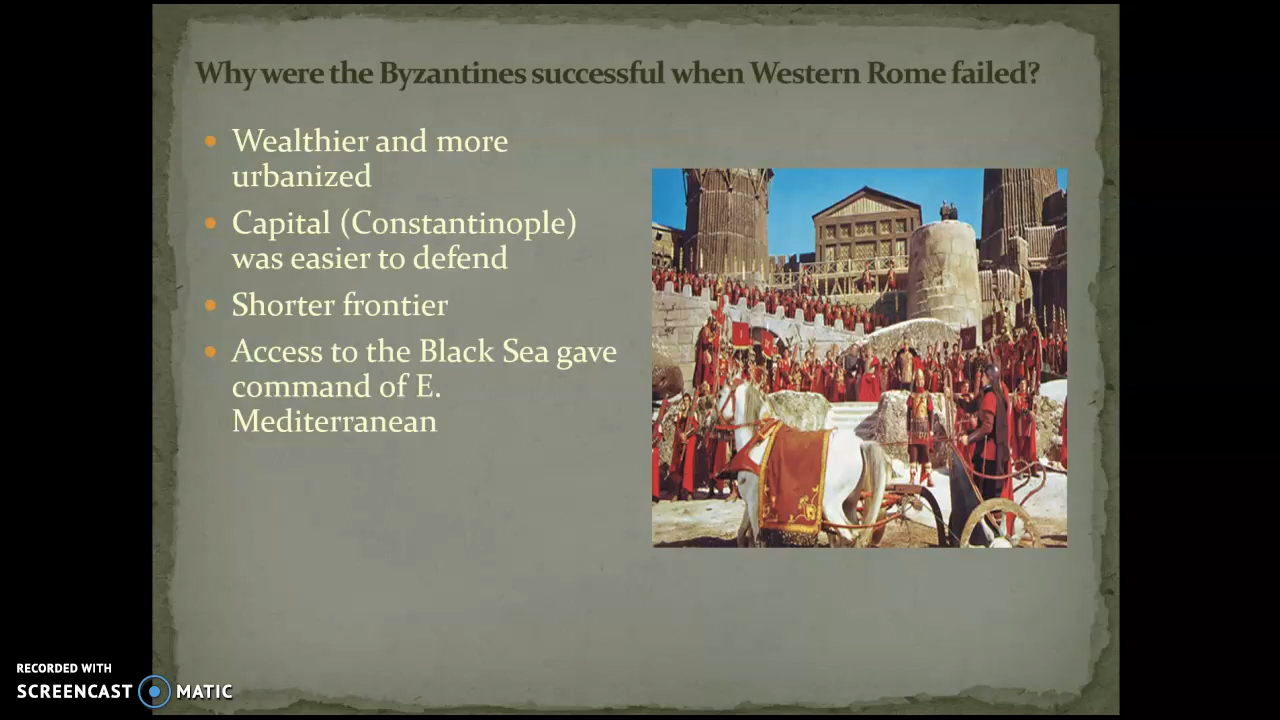 Why were the Byzantines successful when Western Rome failed?
• Wealthier and more
urbanized
• Capital (Constantinople)
was easier to defend
• Shorter frontier
• Access to the Black Sea gave
command of E.
Mediterranean
RECORDED WITH
SCREENCAST MATIC